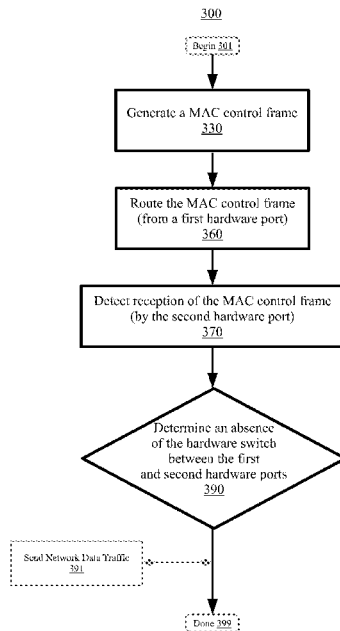 300
Begin 301
Generate a MAC control frame
330
Route the MAC control frame
(from a first hardware port)
360
Detect reception of the MAC control frame
(by the second hardware port)
370
Determine an absence
of the hardware switch
between the first
and second hardware ports
390
Send Network Data Traffic
391
Done 399